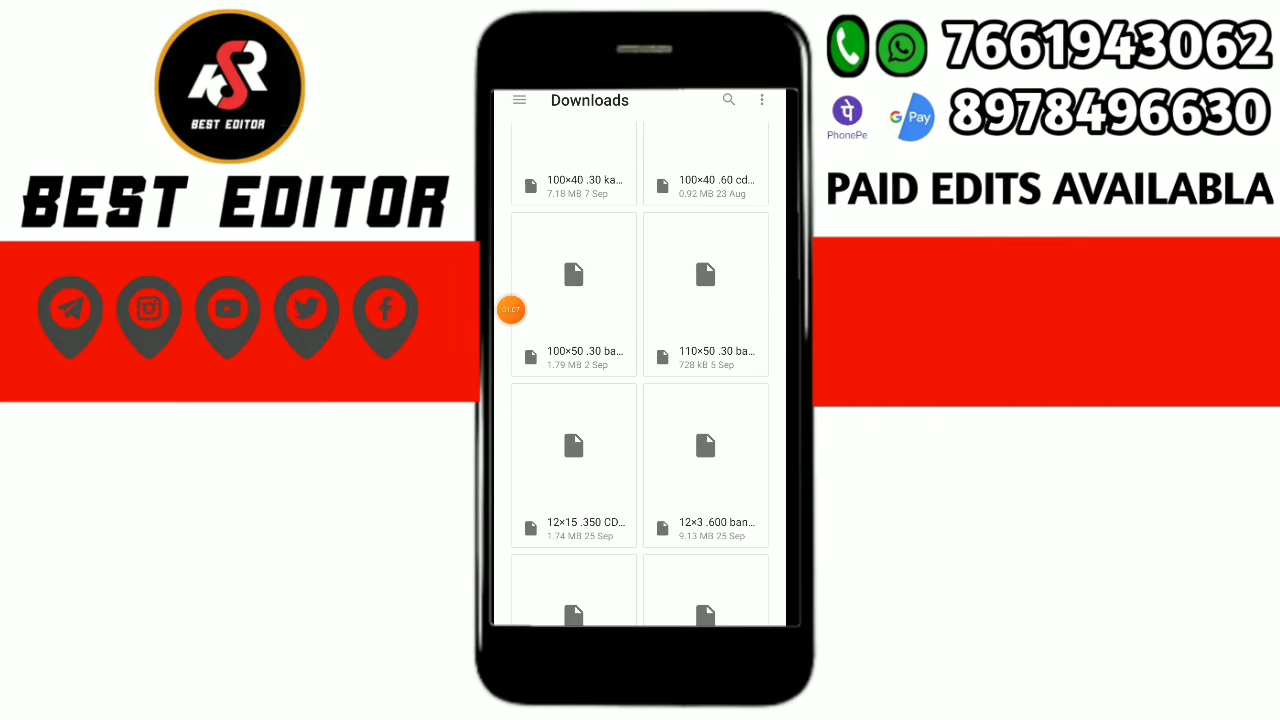 KSR
BEST EDITOR
BEST EDITOR
7661943062
8978496630
PhonePe
G Pay
PAID EDITS AVAILABLA
Downloads
100×40 .30 ka...
7.18 MB 7 Sep
100×40 .60 cd...
0.92 MB 23 Aug
01:07
100×50 .30 ba...
1.79 MB 2 Sep
110×50 .30 ba...
728 kB 5 Sep
12×15 .350 CD...
1.74 MB 25 Sep
12×3 .600 ban...
9.13 MB 25 Sep